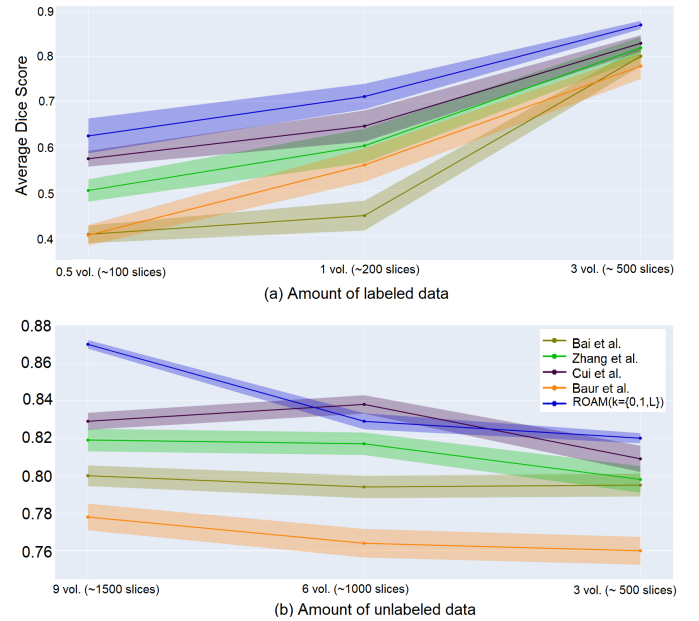 0.9
0.8
0.7
0.6
0.5
0.4
Average Dice Score
0.5 vol. (~100 slices)
1 vol. (~200 slices)
3 vol. (~ 500 slices)
(a) Amount of labeled data
0.88
0.86
0.84
0.82
0.80
0.78
0.76
Bai et al.
Zhang et al.
Cui et al.
Baur et al.
ROAM(k={0,1,L})
9 vol. (~1500 slices)
6 vol. (~1000 slices)
3 vol. (~ 500 slices)
(b) Amount of unlabeled data